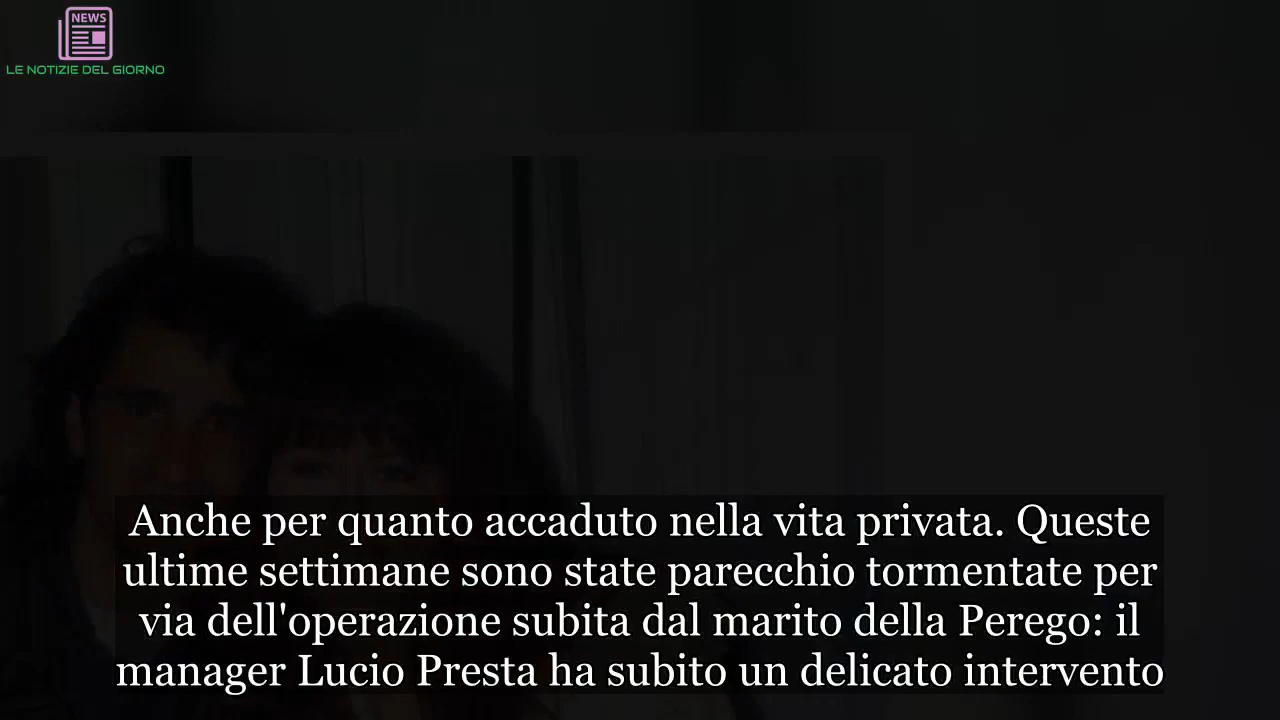 NEWS
LE NOTIZIE DEL GIORNO
Anche per quanto accaduto nella vita privata. Queste
ultime settimane sono state parecchio tormentate per
via dell'operazione subita dal marito della Perego: il
manager Lucio Presta ha subito un delicato intervento